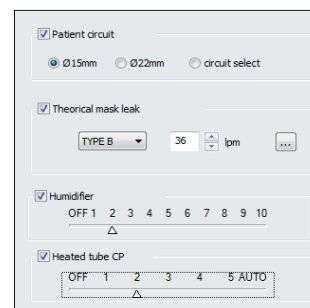 Patient circuit
Ø15mm Ø22mm circuit select
Theorical mask leak
TYPE B 36 lpm ...
Humidifier
OFF 1 2 3 4 5 6 7 8 9 10
Heated tube CP
OFF 1 2 3 4 5 AUTO